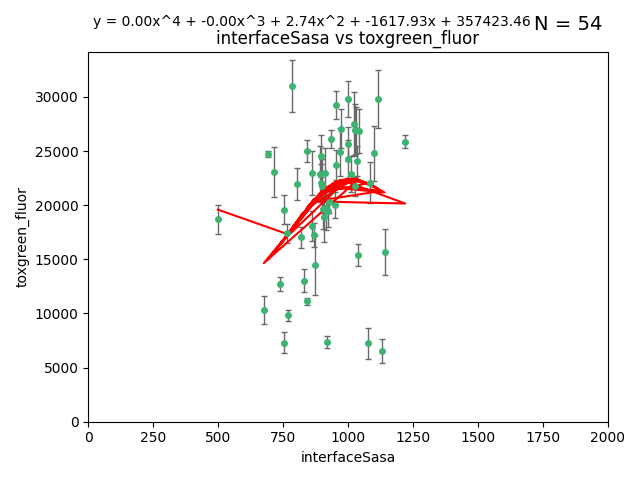 y = 0.00x^4 + -0.00x^3 + 2.74x^2 + -1617.93x + 357423.46 N = 54
interfaceSasa vs toxgreen_fluor
30000
25000
20000
15000
10000
5000
0
toxgreen_fluor
0 250 500 750 1000 1250 1500 1750 2000
interfaceSasa